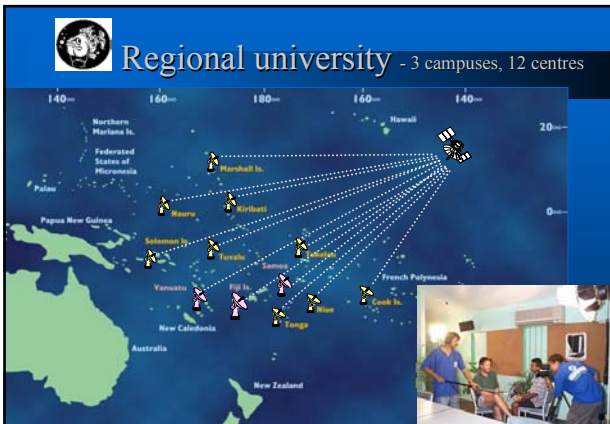 Regional university - 3 campuses, 12 centres
140°° 160°° 180°° 160°° 140°°
Northern
Mariana Is.
Hawaii
20°°
Federated
States of
Micronesia
Marshall Is.
Palau
Nauru
Kiribati
0°°
Papua New Guinea
Solomon Is.
Tuvalu
Tokelau
Samoa
French Polynesia
Vanuatu
Fiji Is.
Niue
Cook Is.
New Caledonia
Tonga
Australia
New Zealand